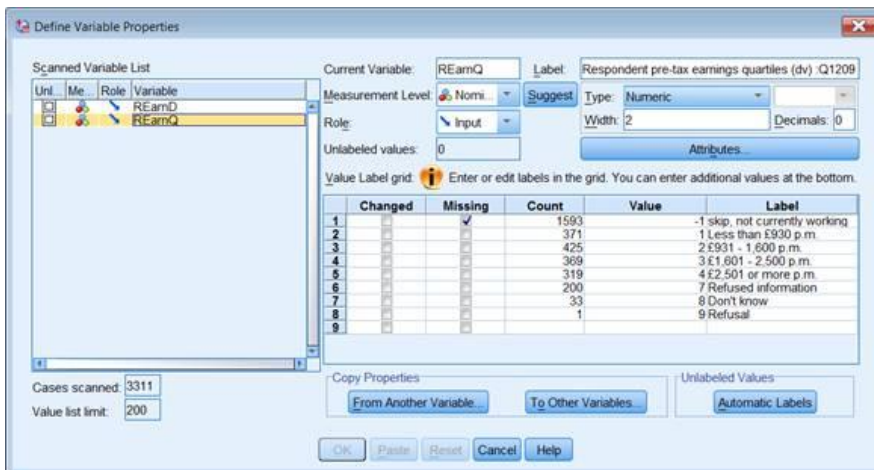 Define Variable Properties
Scanned Variable List
Unl... Me... Role Variable
REarnD
REarnQ
Cases scanned: 3311
Value list limit: 200
Current Variable: REarnQ Label: Respondent pre-tax earnings quartiles (dv) :Q1209
Measurement Level: Nomi... Suggest Type: Numeric
Role: Input Width: 2 Decimals: 0
Unlabeled values: 0 Attributes...
Value Label grid: Enter or edit labels in the grid. You can enter additional values at the bottom.
Changed Missing Count Value Label
1 1593 -1 skip, not currently working
2 371 1 Less than £930 p.m.
3 425 2 £931 - 1,600 p.m.
4 369 3 £1,601 - 2,500 p.m.
5 319 4 £2,501 or more p.m.
6 200 7 Refused information
7 33 8 Don't know
8 1 9 Refusal
9
Copy Properties Unlabeled Values
From Another Variable... To Other Variables... Automatic Labels
OK Paste Reset Cancel Help